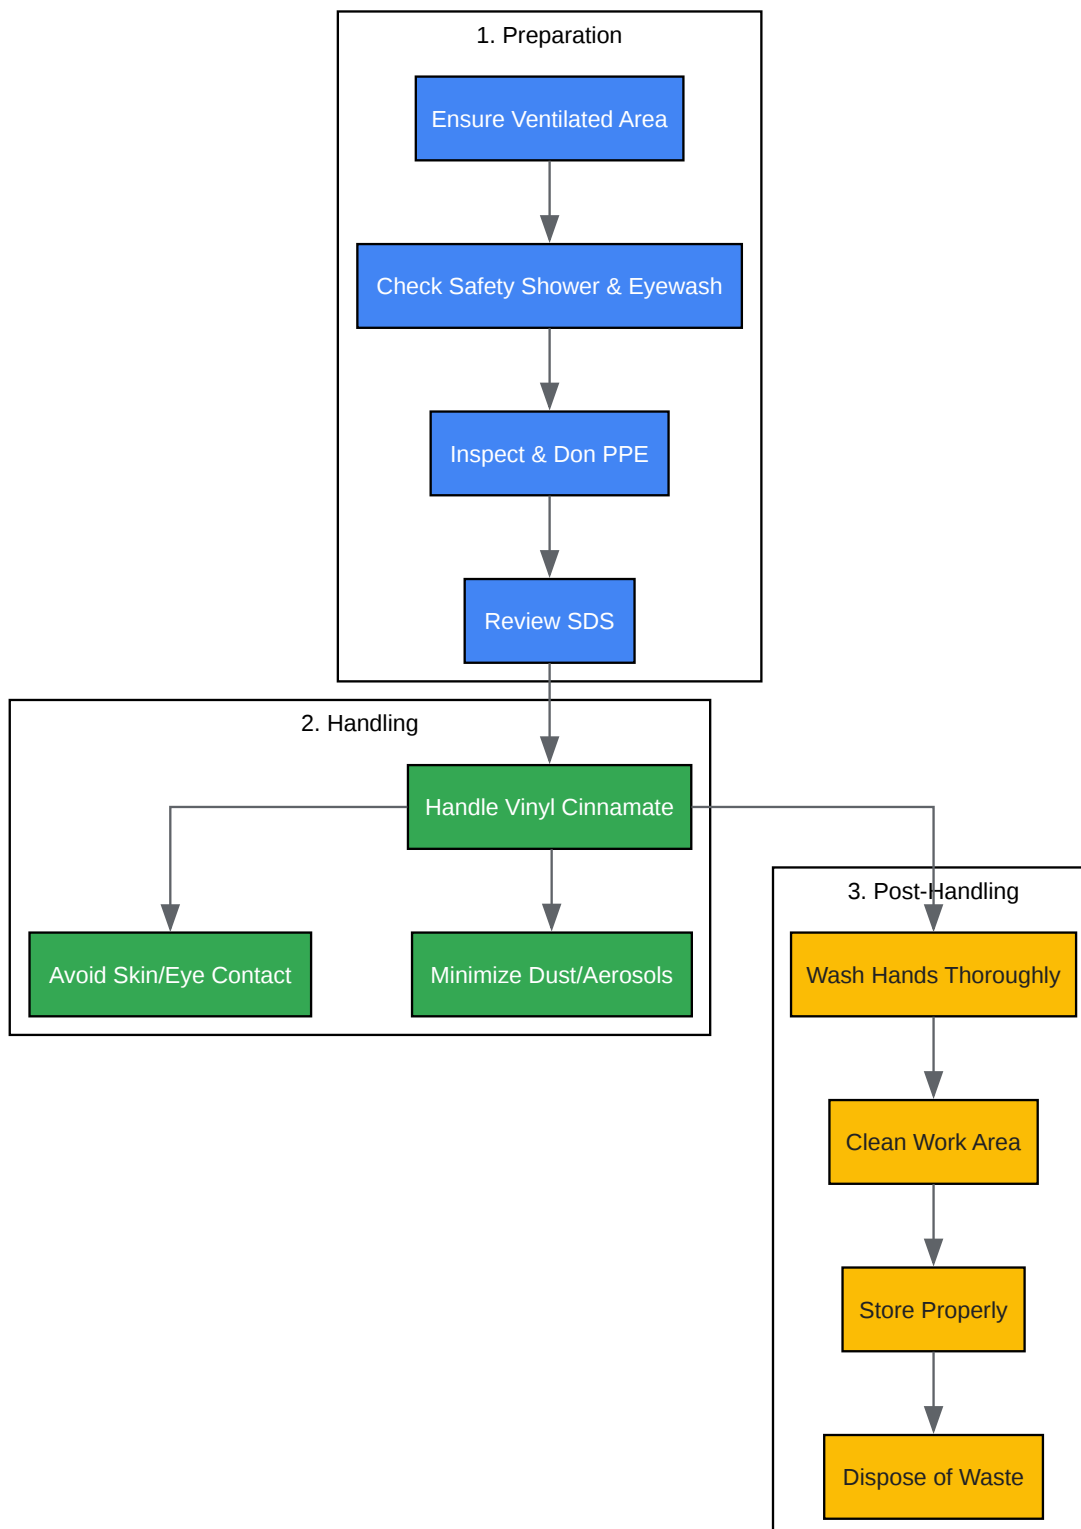 1. Preparation
Ensure Ventilated Area
Check Safety Shower & Eyewash
Inspect & Don PPE
Review SDS
2. Handling
Handle Vinyl Cinnamate
Avoid Skin/Eye Contact
Minimize Dust/Aerosols
3. Post-Handling
Wash Hands Thoroughly
Clean Work Area
Store Properly
Dispose of Waste